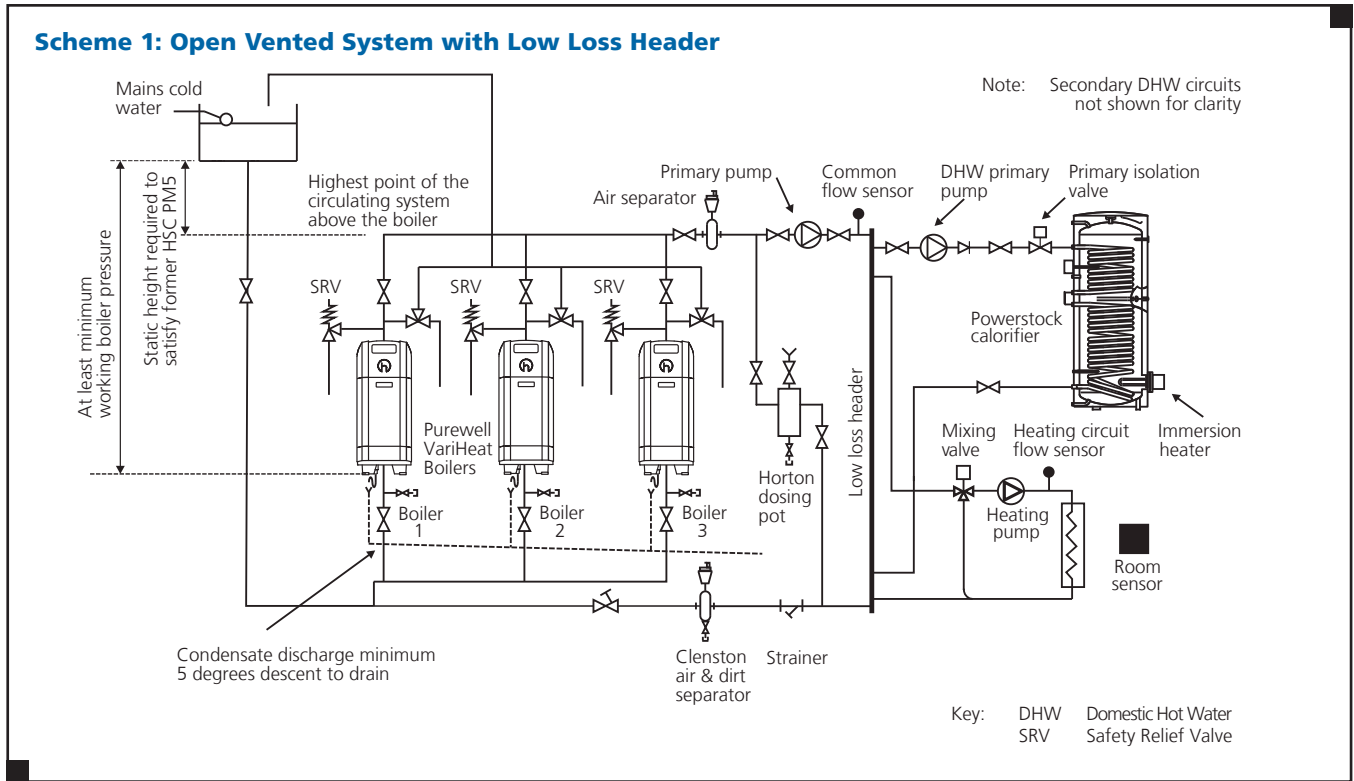 Scheme 1: Open Vented System with Low Loss Header
Mains cold
water
Note: Secondary DHW circuits
not shown for clarity
At least minimum
working boiler pressure
Static height required to
satisfy former HSC PM5
Highest point of the
circulating system
above the boiler
Air separator
Primary pump
Common
flow sensor
DHW primary
pump
Primary isolation
valve
SRV
SRV
SRV
Powerstock
calorifier
Purewell
VariHeat
Boilers
Boiler
1
Boiler
2
Boiler
3
Horton
dosing
pot
Low loss header
Mixing
valve
Heating circuit
flow sensor
Immersion
heater
Heating
pump
Room
sensor
Condensate discharge minimum
5 degrees descent to drain
Clenston
air & dirt
separator
Strainer
Key: DHW Domestic Hot Water
SRV Safety Relief Valve